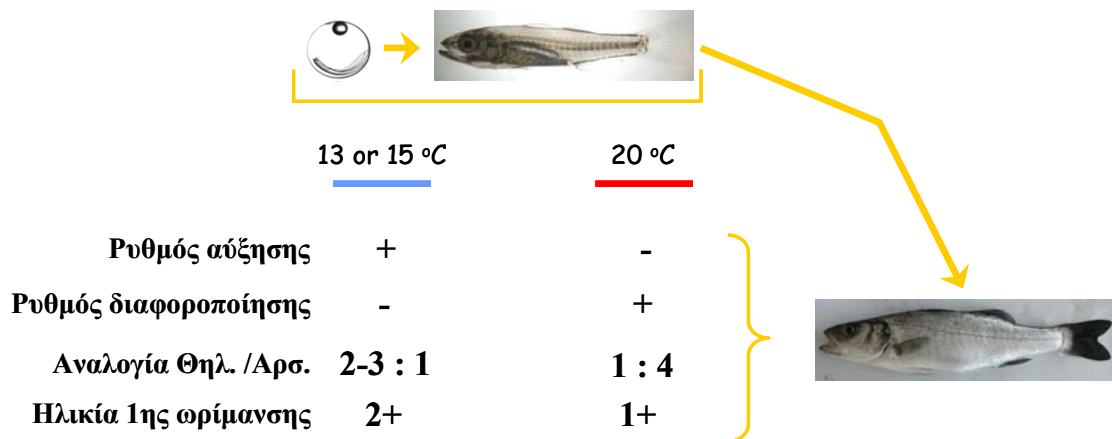 13 or 15 ºC 20 ºC
Ρυθμός αύξησης + -
Ρυθμός διαφοροποίησης - +
Αναλογία Θηλ. /Αρσ. 2-3 : 1 1 : 4
Ηλικία 1ης ωρίμανσης 2+ 1+